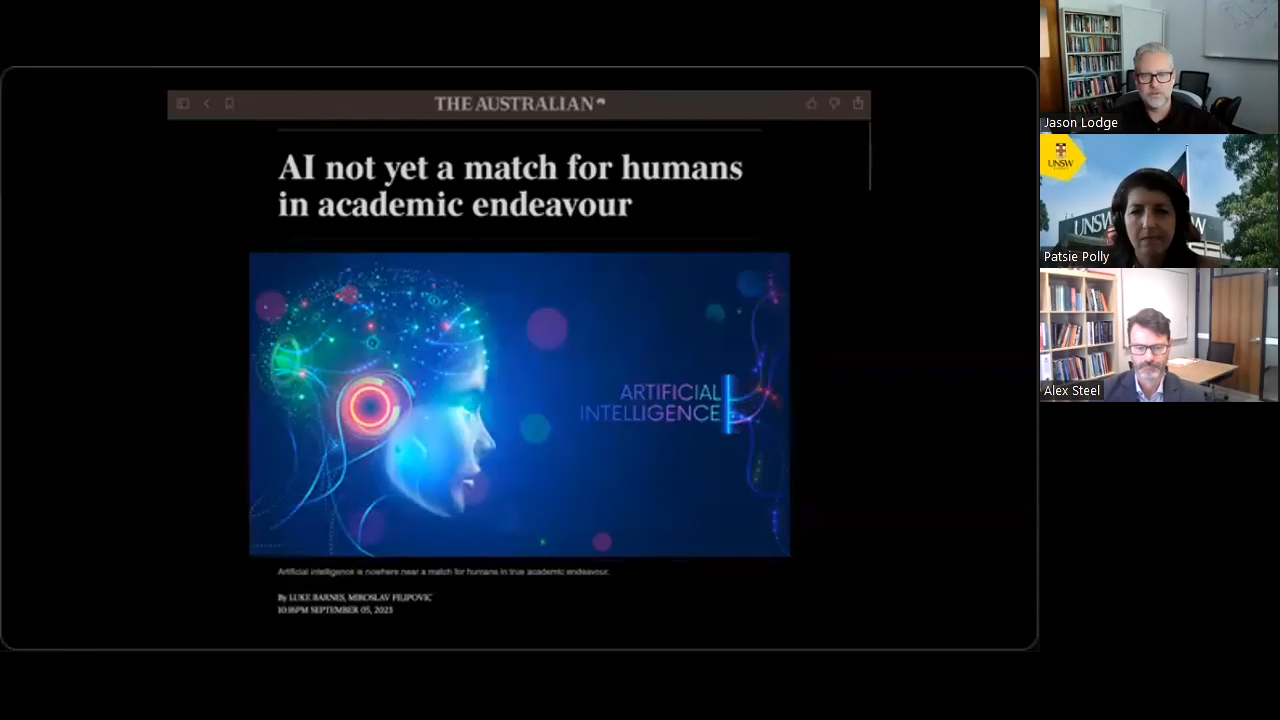 THE AUSTRALIAN
AI not yet a match for humans
in academic endeavour
ARTIFICIAL
INTELLIGENCE
Artificial intelligence is nowhere near a match for humans in true academic endeavour.
By LUKE BARNES, MIROSLAV FILIPOVIC
10:16PM SEPTEMBER 05, 2023
Jason Lodge
UNSW
UNSW
Patsie Polly
Alex Steel